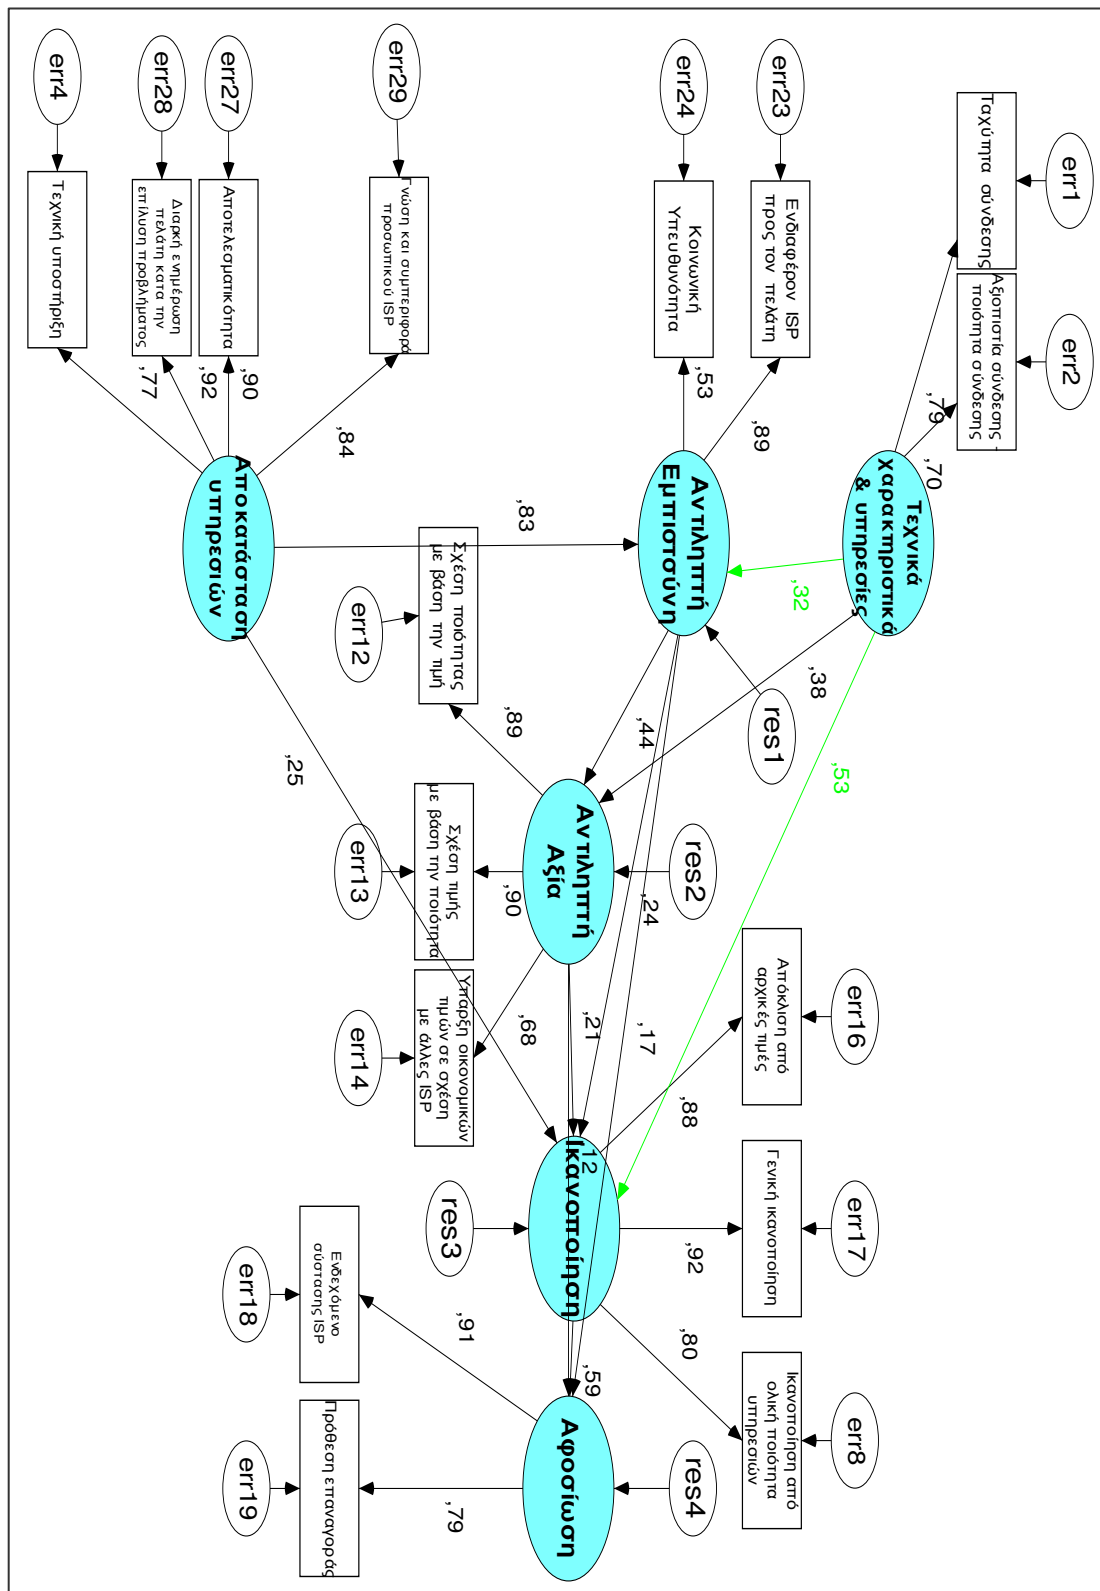 err4
err28
err27
err29
err24
err23
err1
err2
Τεχνική υποστήριξη
Διαρκή ενημέρωση
πελάτη κατα την
επίλυση προβλήματος
Αποτελεσματικότητα
Γνώση και συμπεριφορά
προσωπικού ISP
Κοινωνική
Υπευθυνότητα
Ενδιαφέρον ISP
προς τον πελάτη
Ταχύτητα σύνδεσης
Αξιοπιστία σύνδεσης -
ποιότητα σύνδεσης
,77
,92
,90
,84
,53
,89
,79
,70
Αποκατάσταση
υπηρεσιών
Αντιληπτή
Εμπιστοσύνη
Τεχνικά
χαρακτηριστικά
& υπηρεσίες
,83
,32
,38
,53
,44
,24
,17
,25
res1
Σχέση ποιότητας
με βάση την τιμή
err12
,89
Σχέση τιμής
με βάση την ποιότητα
err13
,90
Αντιληπτή
Αξία
res2
Υπαρξη οικονομικών
τιμών σε σχέση
με άλλες ISP
err14
,68
,21
12
Απόκλιση από
αρχικές τιμές
err16
,88
Ικανοποίηση
res3
Γενική ικανοποίηση
err17
,92
Ικανοποίηση από
ολική ποιότητα
υπηρεσιών
err8
,80
,59
Ενδεχόμενο
σύστασης ISP
err18
,91
Αφοσίωση
res4
Πρόθεση επαναγοράς
err19
,79